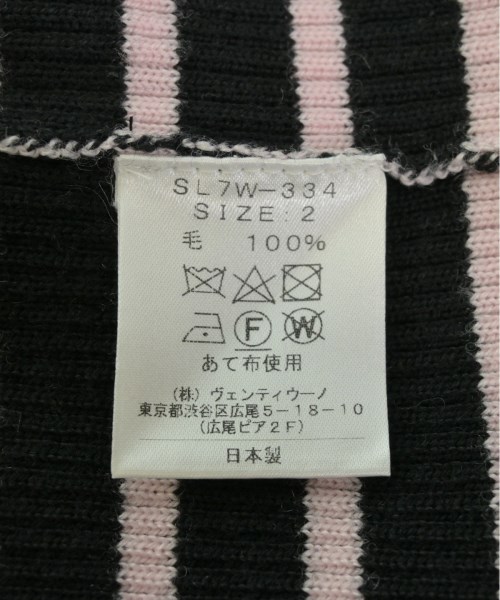 SL7W-334
SIZE:2
毛 100%
F W
あて布使用
(株) ヴェンティウーノ
東京都渋谷区広尾5-18-10
(広尾ピア2F)
日本製